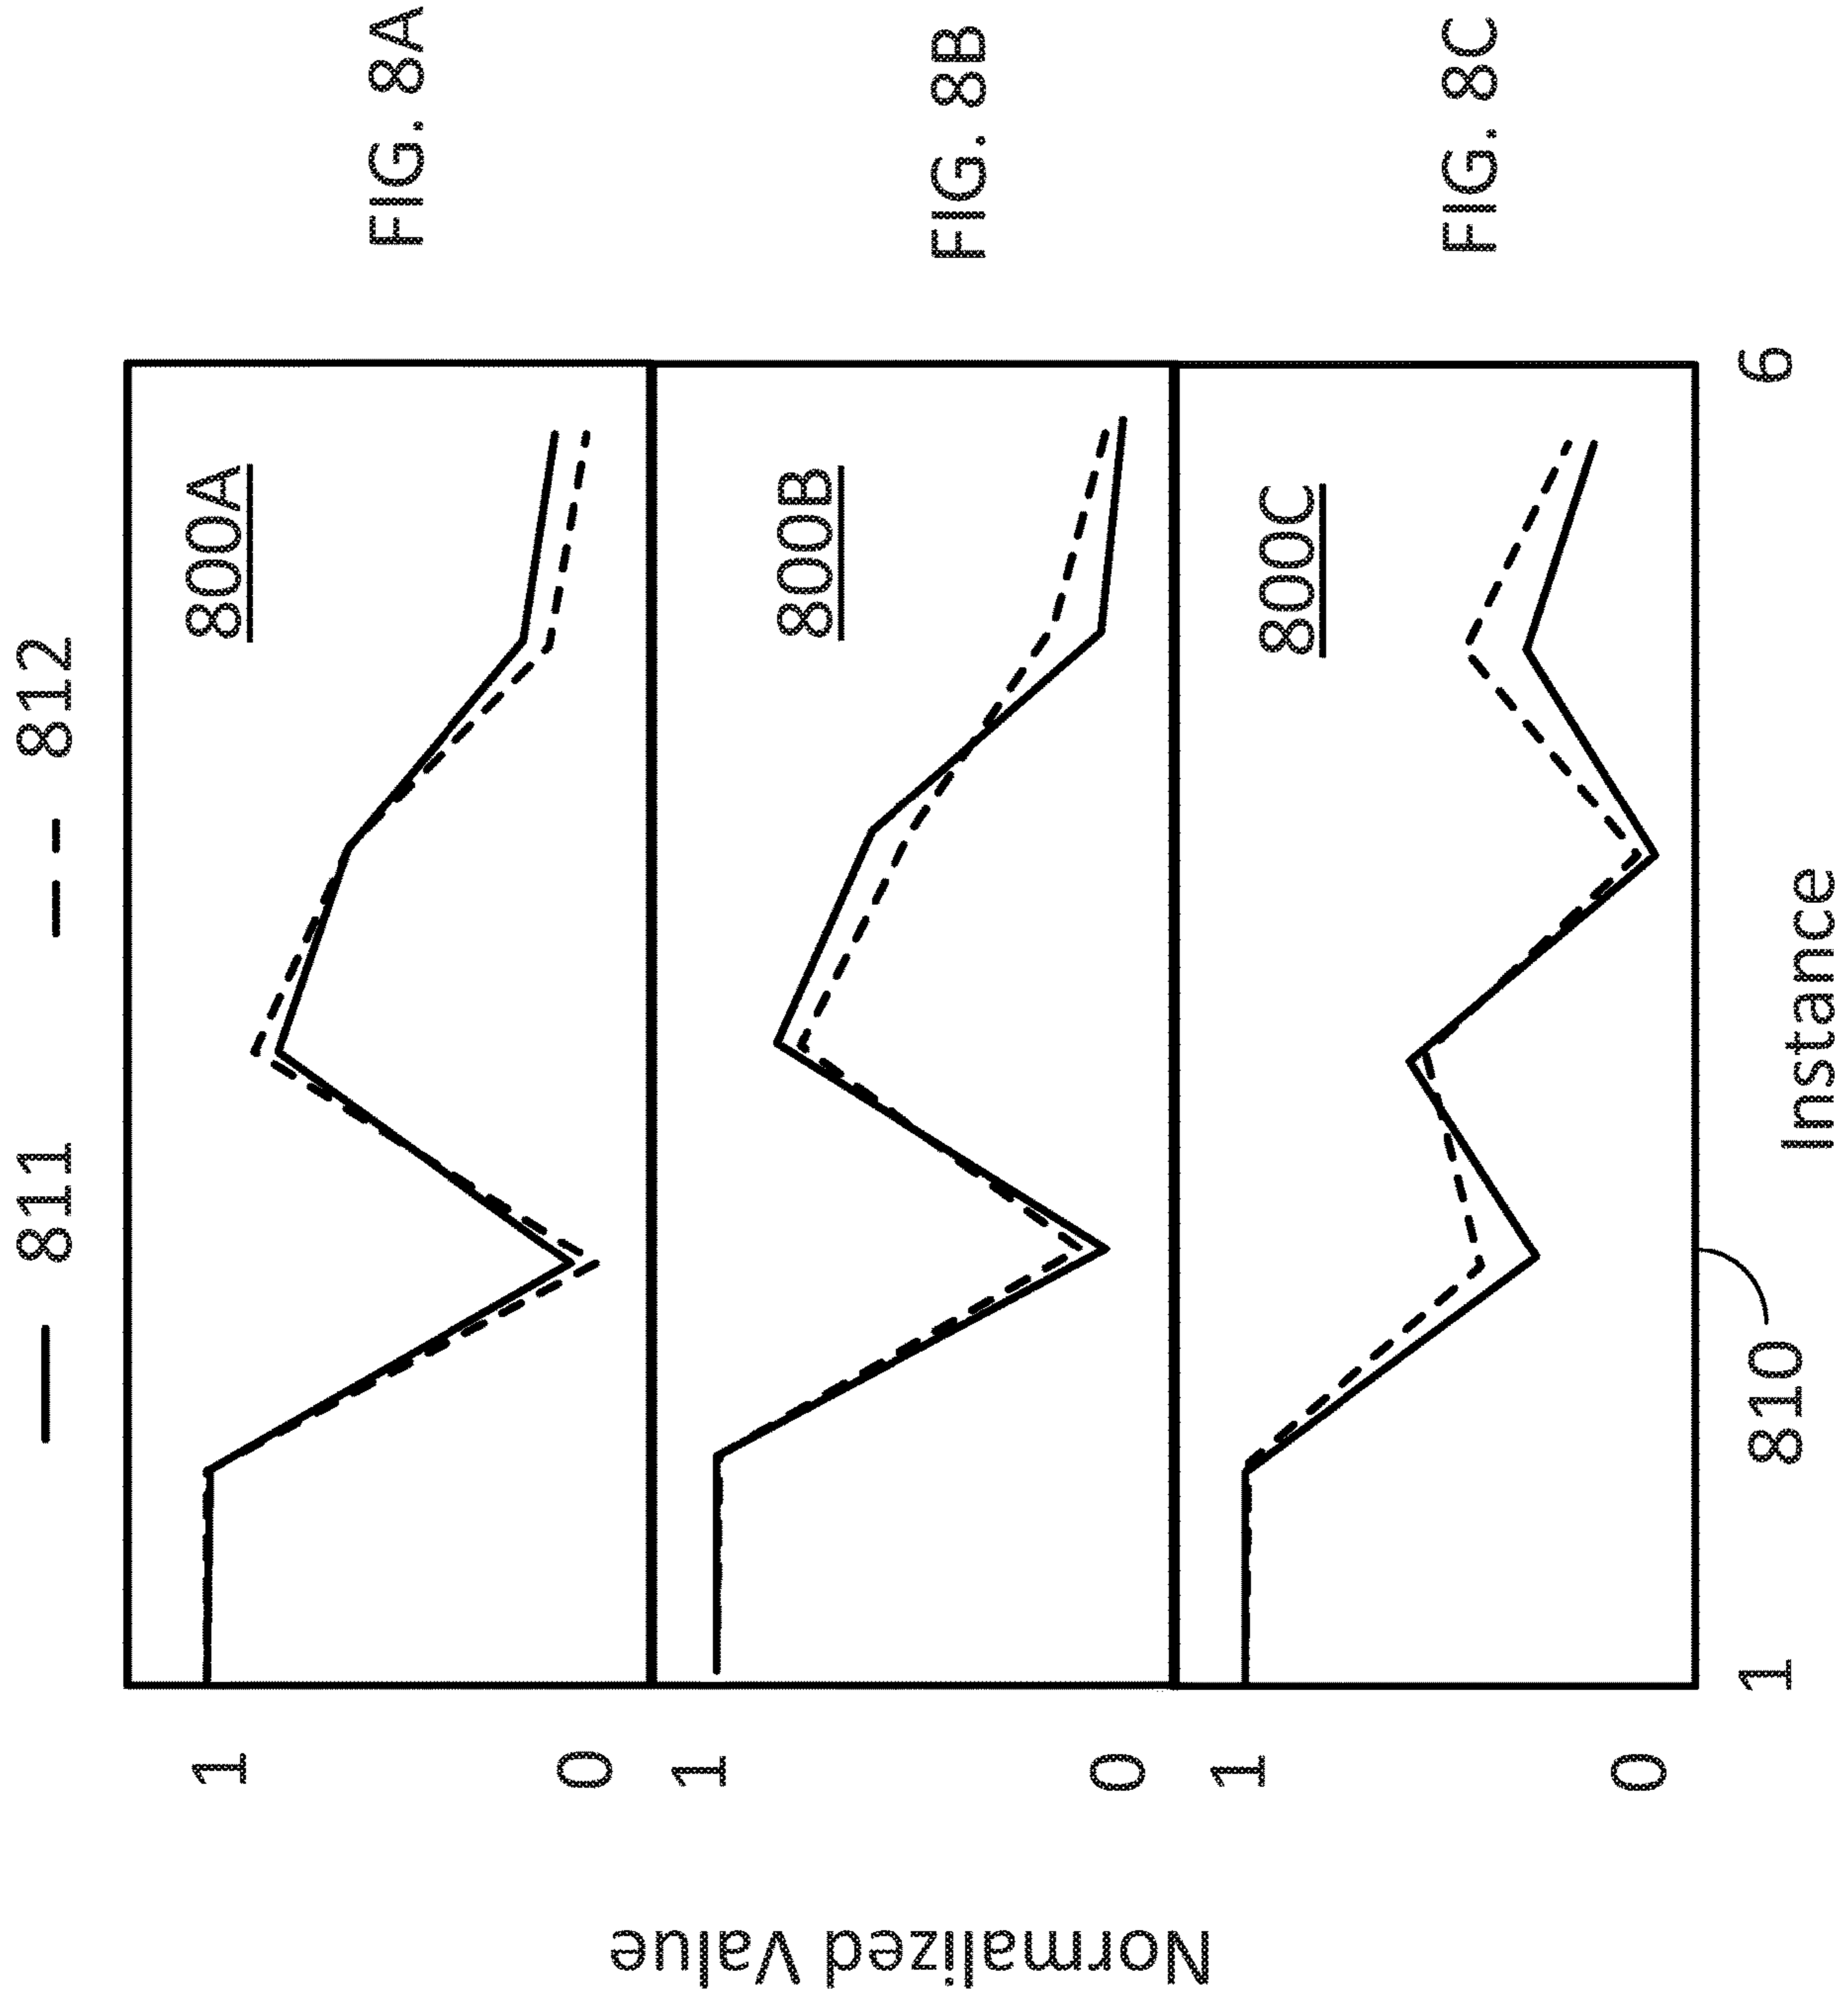 811 812
800A
1
0
FIG. 8A
800B
1
0
FIG. 8B
800C
1
0
FIG. 8C
1 6
810
Instance
Normalized Value